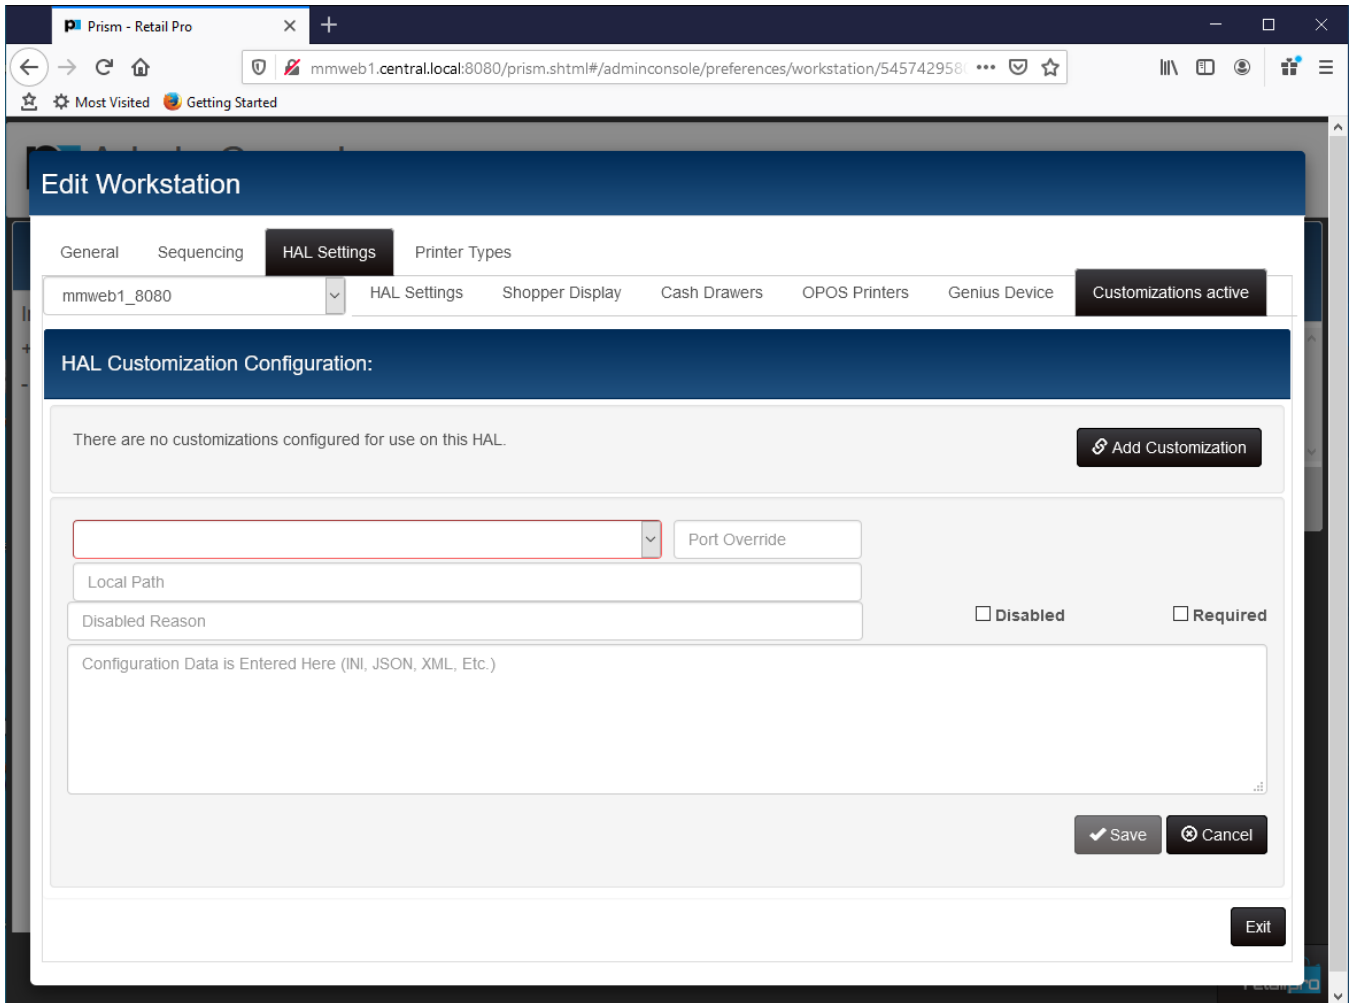 Prism - Retail Pro
mmweb1.central.local:8080/prism.shtml#/adminconsole/preferences/workstation/545742958
Most Visited Getting Started
Edit Workstation
General Sequencing HAL Settings Printer Types
mmweb1_8080 HAL Settings Shopper Display Cash Drawers OPOS Printers Genius Device Customizations active
HAL Customization Configuration:
There are no customizations configured for use on this HAL.
Add Customization
Port Override
Local Path
Disabled Reason Disabled Required
Configuration Data is Entered Here (INI, JSON, XML, Etc.)
Save Cancel
Exit